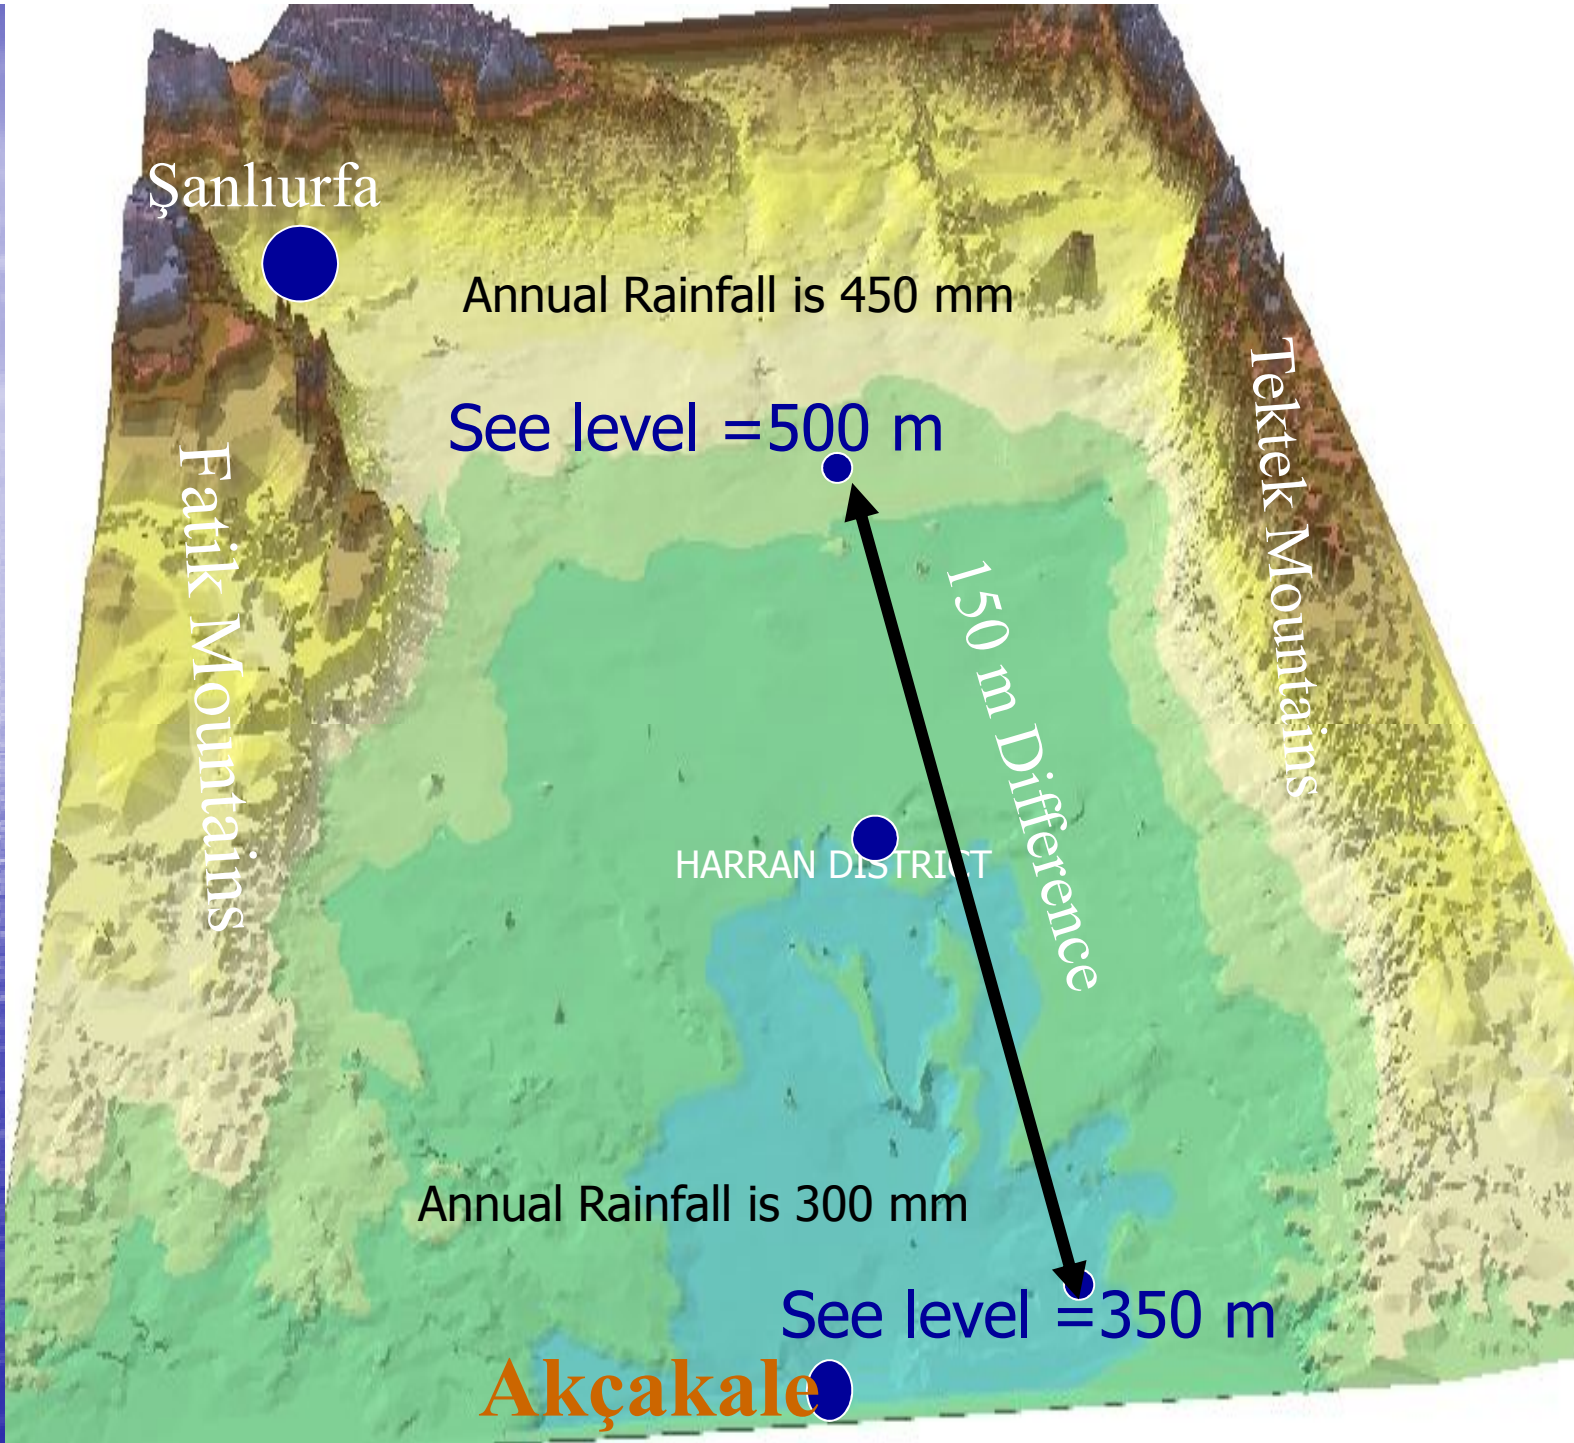 Şanlıurfa
Annual Rainfall is 450 mm
See level =500 m
Fatik Mountains
Tektek Mountains
150 m Difference
HARRAN DISTRICT
Annual Rainfall is 300 mm
See level =350 m
Akçakale